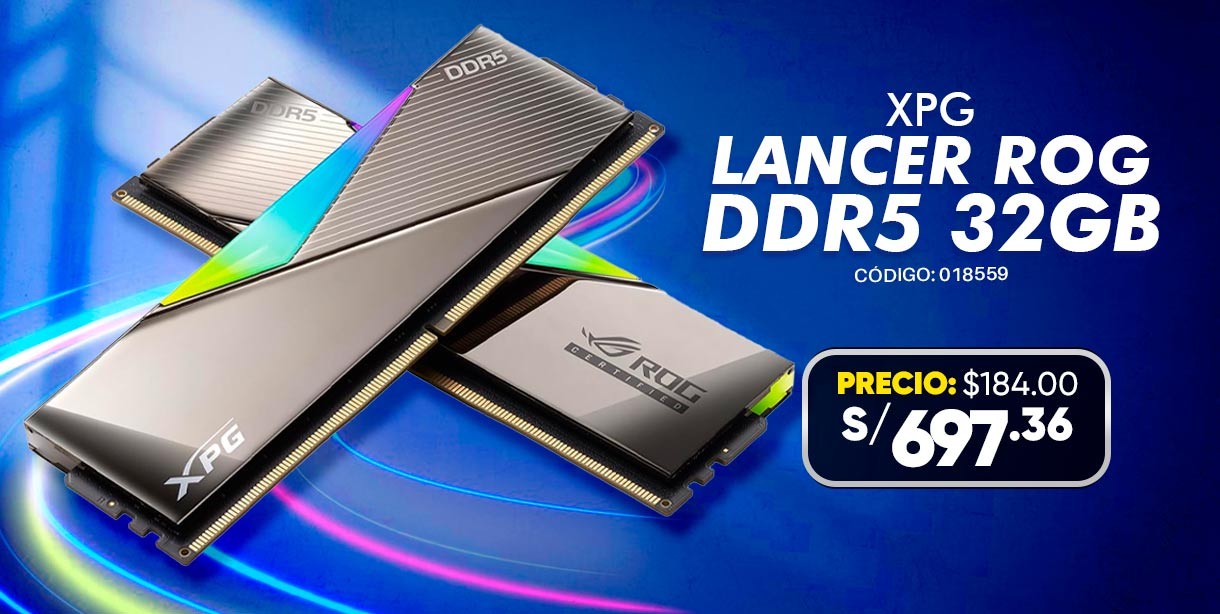 DDR5
DDR5
XPG
ROG
CERTIFIED
XPG
LANCER ROG
DDR5 32GB
CÓDIGO: 018559
PRECIO: $184.00
S/697.36